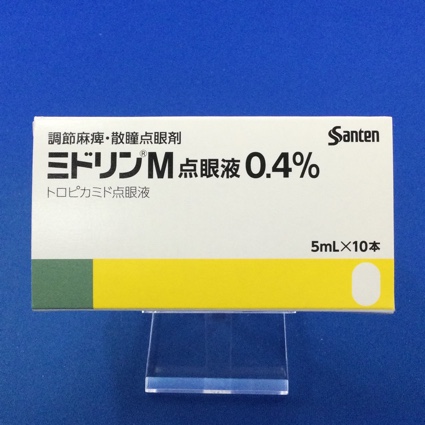 調節麻痺・散瞳点眼剤
Santen
ミドリン®M点眼液0.4%
トロピカミド点眼液
5mL×10本